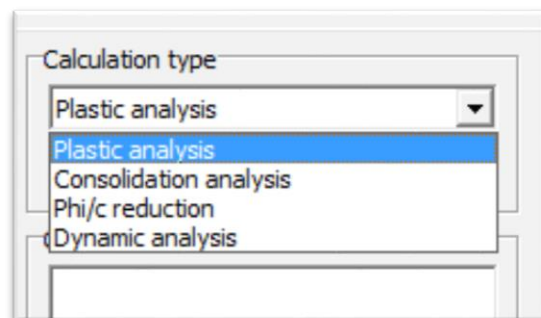 Calculation type
Plastic analysis
Plastic analysis
Consolidation analysis
Phi/c reduction
Dynamic analysis